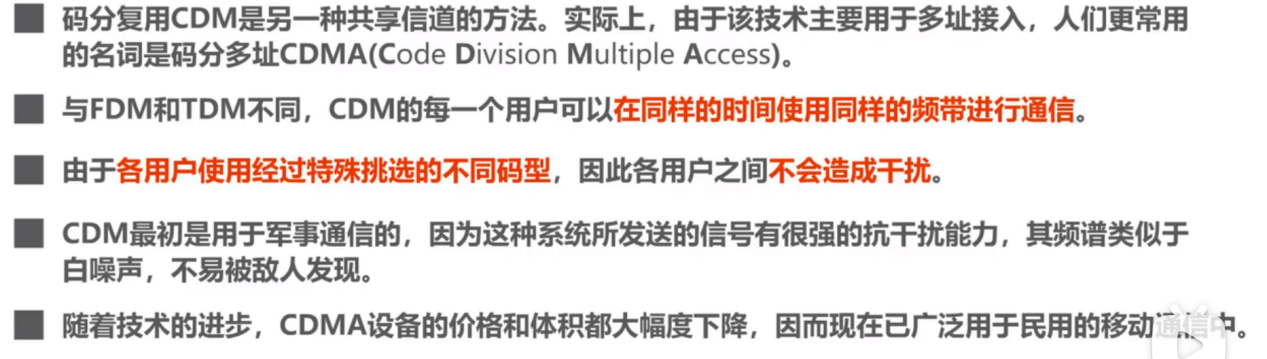 码分复用CDM是另一种共享信道的方法。实际上，由于该技术主要用于多址接入，人们更常用
的名词是码分多址CDMA(Code Division Multiple Access)。
与FDM和TDM不同，CDM的每一个用户可以在同样的时间使用同样的频带进行通信。
由于各用户使用经过特殊挑选的不同码型，因此各用户之间不会造成干扰。
CDM最初是用于军事通信的，因为这种系统所发送的信号有很强的抗干扰能力，其频谱类似于
白噪声，不易被敌人发现。
随着技术的进步，CDMA设备的价格和体积都大幅度下降，因而现在已广泛用于民用的移动通信中。